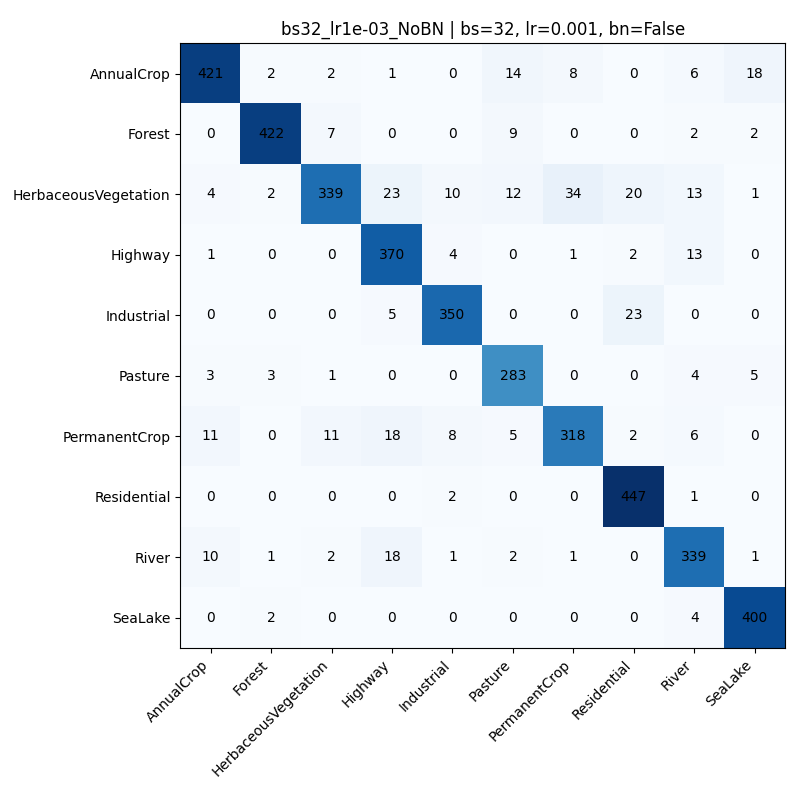 bs32_lr1e-03_NoBN | bs=32, lr=0.001, bn=False
AnnualCrop 421 2 2 1 0 14 8 0 6 18
Forest 0 422 7 0 0 9 0 0 2 2
HerbaceousVegetation 4 2 339 23 10 12 34 20 13 1
Highway 1 0 0 370 4 0 1 2 13 0
Industrial 0 0 0 5 350 0 0 23 0 0
Pasture 3 3 1 0 0 283 0 0 4 5
PermanentCrop 11 0 11 18 8 5 318 2 6 0
Residential 0 0 0 0 2 0 0 447 1 0
River 10 1 2 18 1 2 1 0 339 1
SeaLake 0 2 0 0 0 0 0 0 4 400
AnnualCrop Forest HerbaceousVegetation Highway Industrial Pasture PermanentCrop Residential River SeaLake